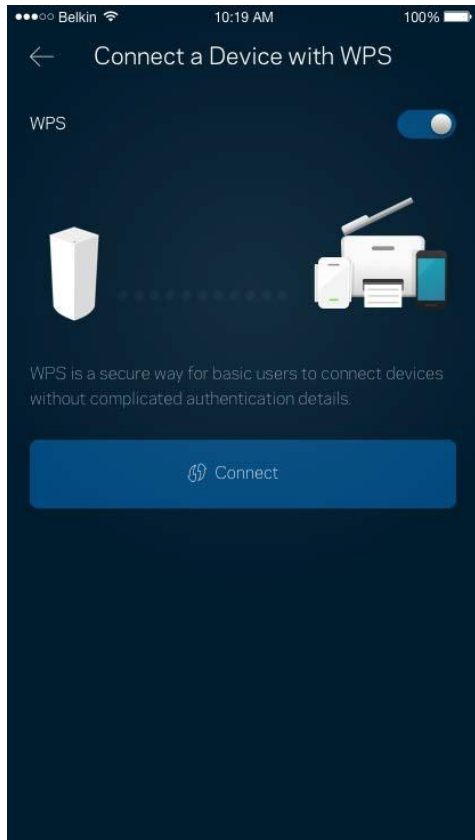 Belkin 10:19 AM 100%
Connect a Device with WPS
WPS
WPS is a secure way for basic users to connect devices
without complicated authentication details.
Connect